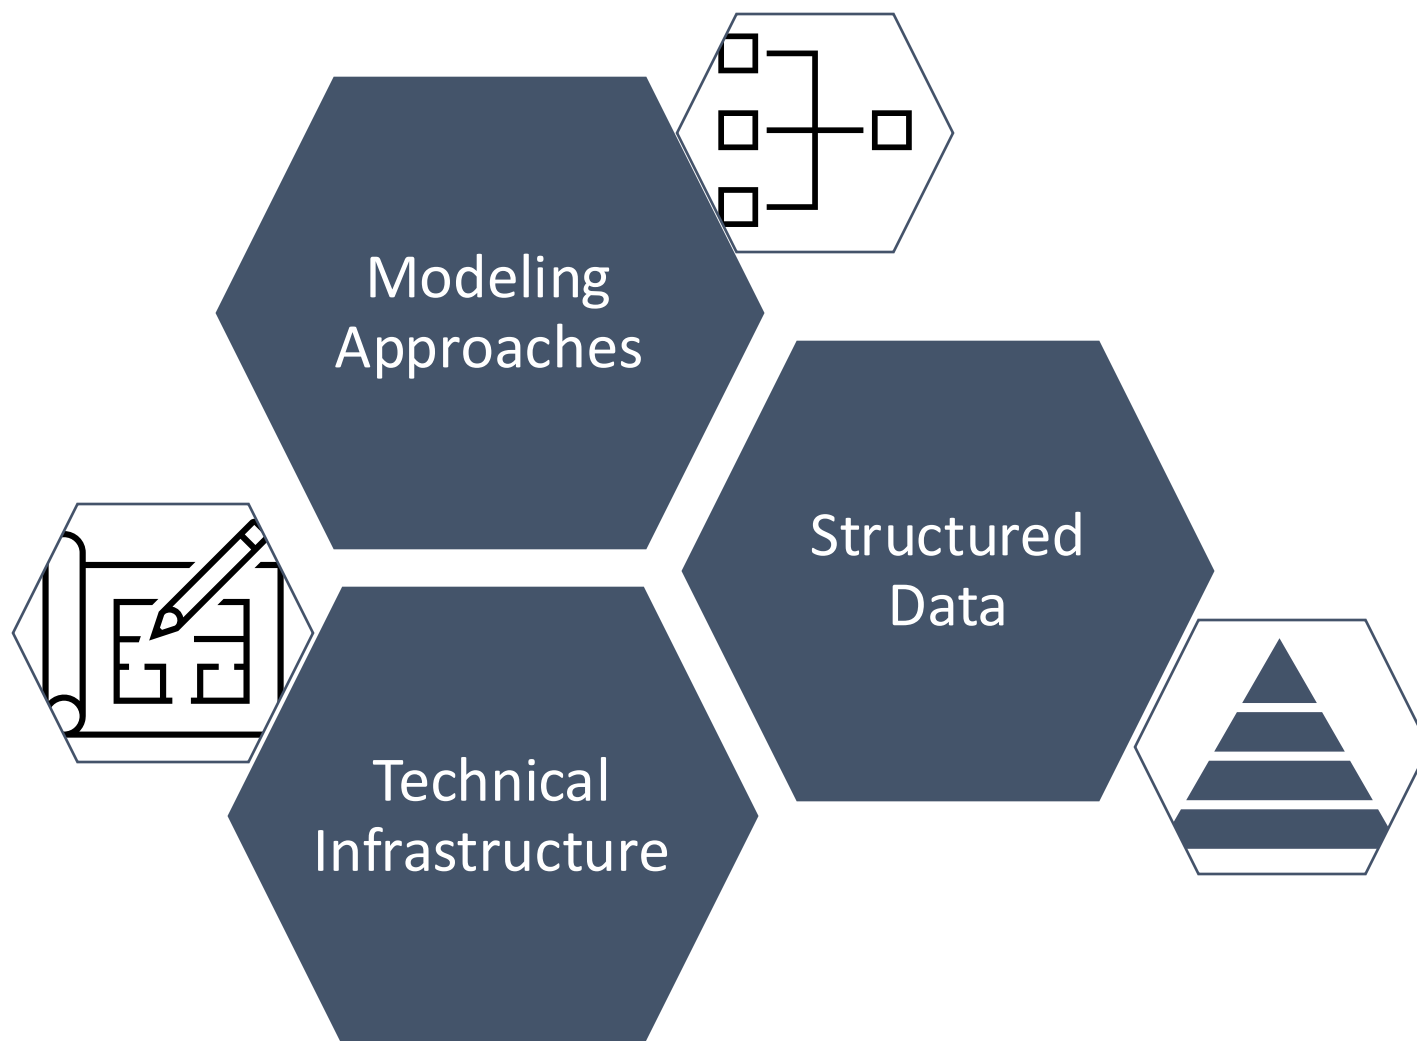 Modeling
Approaches
Structured
Data
Technical
Infrastructure